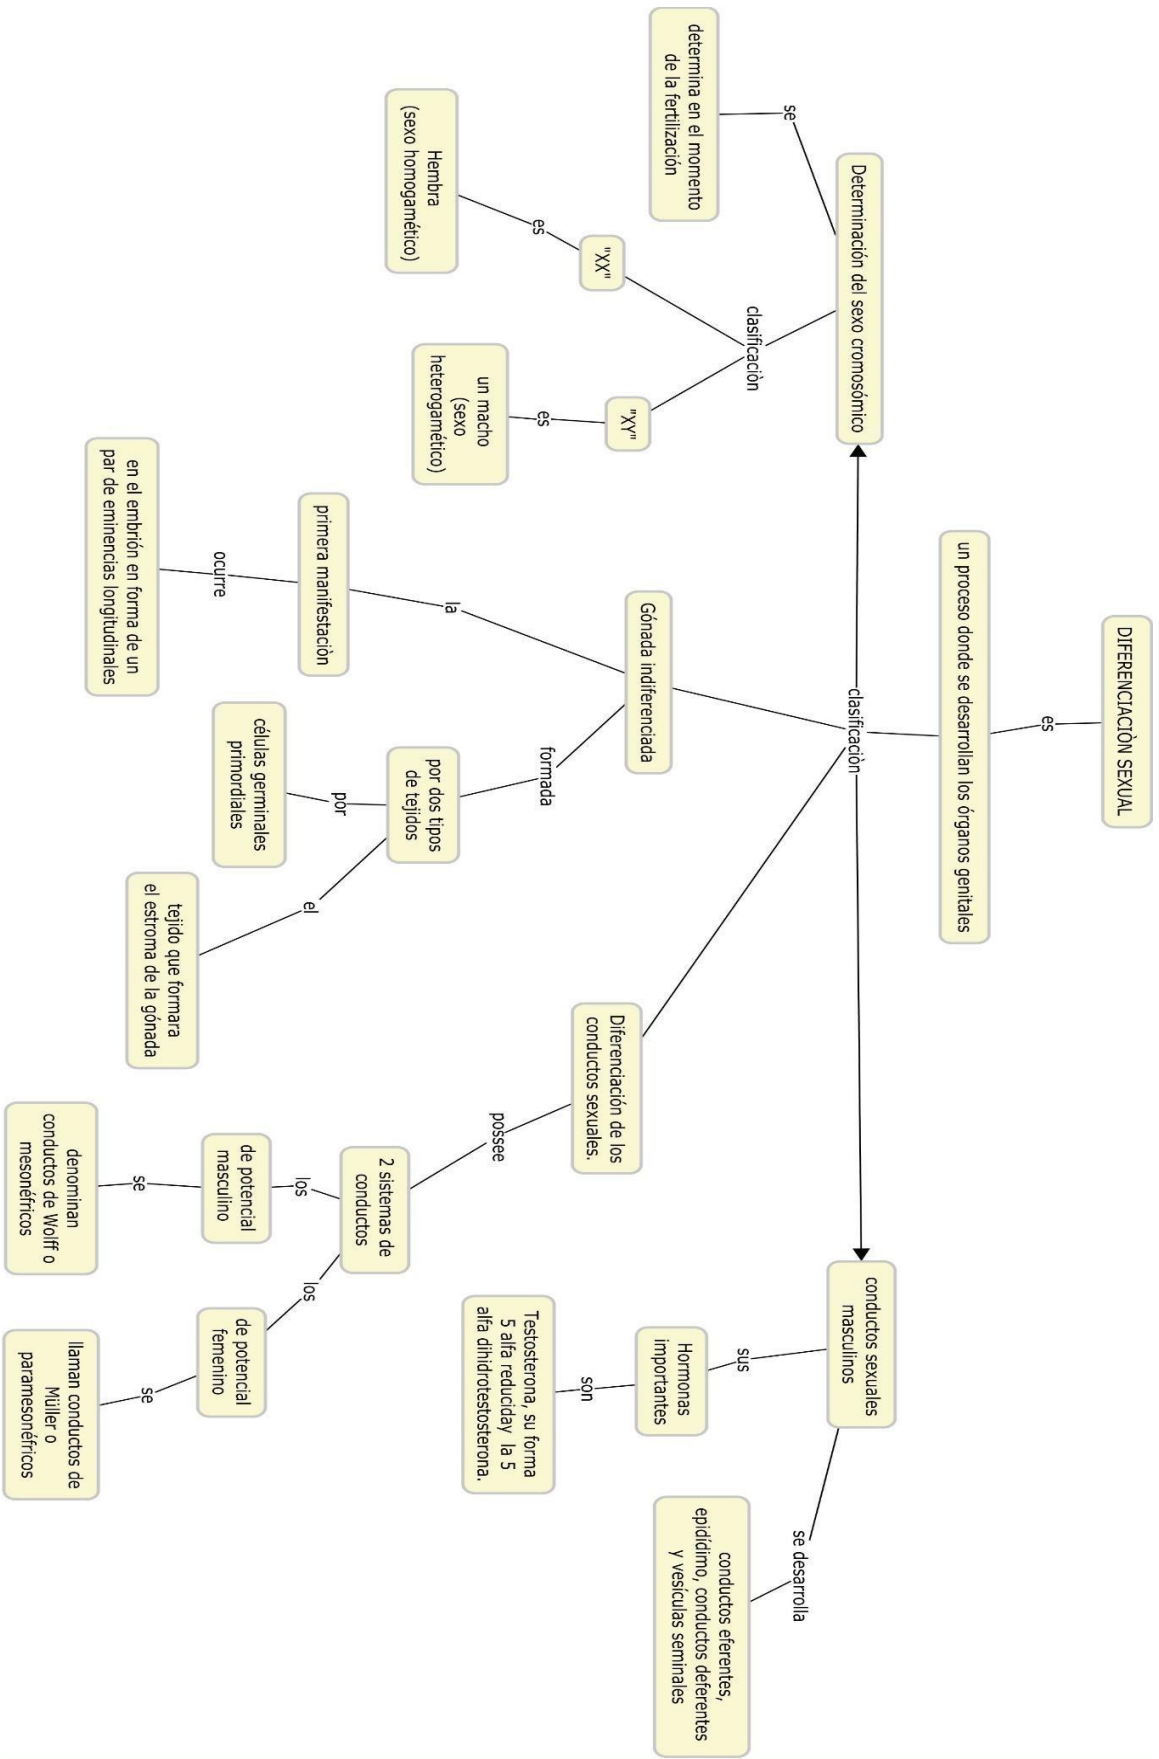 DIFERENCIACIÒN SEXUAL
es
un proceso donde se desarrollan los órganos genitales
clasificaciòn
Determinación del sexo cromosómico
se
determina en el momento
de la fertilización
clasificaciòn
"XX"
es
Hembra
(sexo homogamético)
"XY"
es
un macho
(sexo
heterogamético)
Gónada indiferenciada
la
primera manifestaciòn
ocurre
en el embrión en forma de un
par de eminencias longitudinales
formada
por dos tipos
de tejidos
por
células germinales
primordiales
el
tejido que formara
el estroma de la gónada
Diferenciación de los
conductos sexuales.
possee
2 sistemas de
conductos
los
de potencial
masculino
se
denominan
conductos de Wolff o
mesonéfricos
los
de potencial
femenino
se
llaman conductos de
Müller o
paramesonéfricos
conductos sexuales
masculinos
sus
Hormonas
importantes
son
Testosterona, su forma
5 alfa reduciday la 5
alfa dihidrotestosterona.
se desarrolla
conductos eferentes,
epidídimo, conductos deferentes
y vesículas seminales